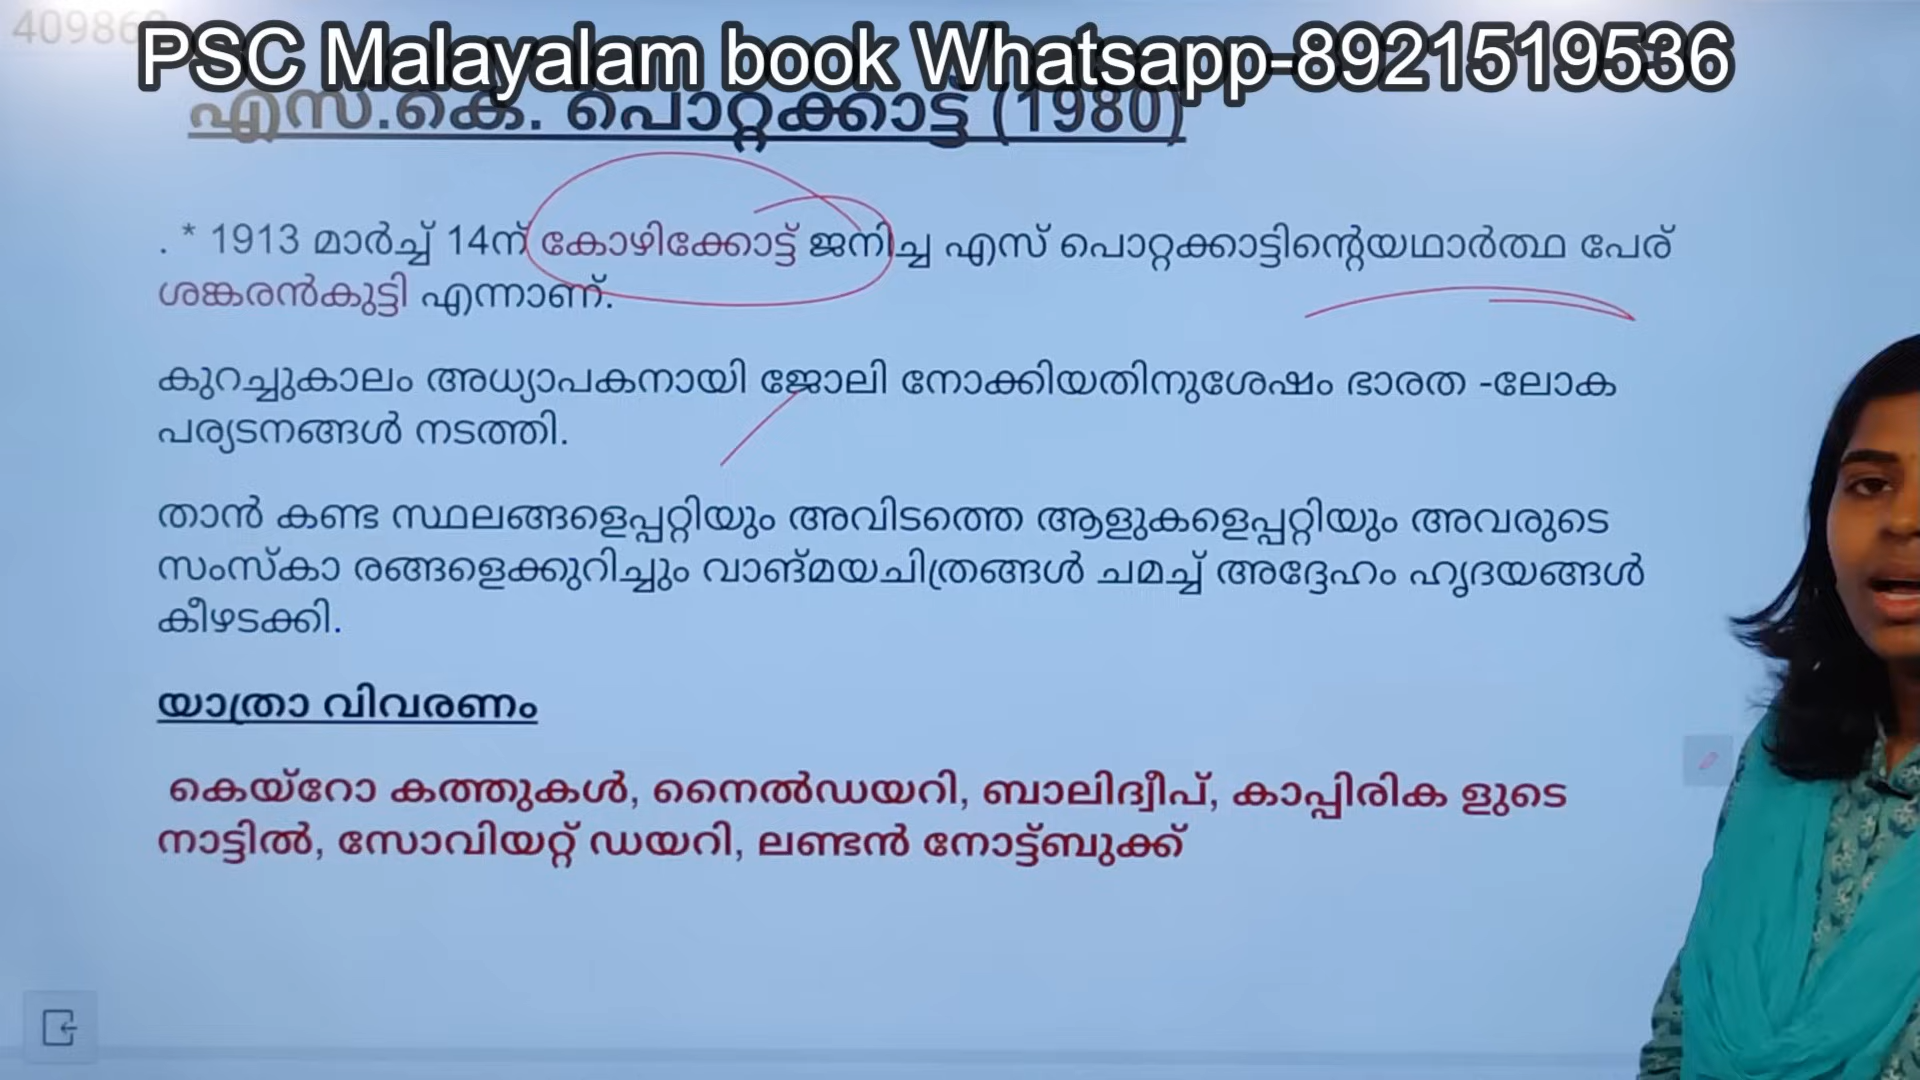 409868
PSC Malayalam book Whatsapp-8921519536
എസ്.കെ. പൊറ്റക്കാട്ട് (1980)
. * 1913 മാർച്ച് 14ന് കോഴിക്കോട്ട് ജനിച്ച എസ് പൊറ്റക്കാട്ടിന്റെയഥാർത്ഥ പേര്
ശങ്കരൻകുട്ടി എന്നാണ്.
കുറച്ചുകാലം അധ്യാപകനായി ജോലി നോക്കിയതിനുശേഷം ഭാരത -ലോക
പര്യടനങ്ങൾ നടത്തി.
താൻ കണ്ട സ്ഥലങ്ങളെപ്പറ്റിയും അവിടത്തെ ആളുകളെപ്പറ്റിയും അവരുടെ
സംസ്കാ രങ്ങളെക്കുറിച്ചും വാങ്മയചിത്രങ്ങൾ ചമച്ച് അദ്ദേഹം ഹൃദയങ്ങൾ
കീഴടക്കി.
യാത്രാ വിവരണം
കെയ്റോ കത്തുകൾ, നൈൽഡയറി, ബാലിദ്വീപ്, കാപ്പിരിക ളുടെ
നാട്ടിൽ, സോവിയറ്റ് ഡയറി, ലണ്ടൻ നോട്ട്ബുക്ക്